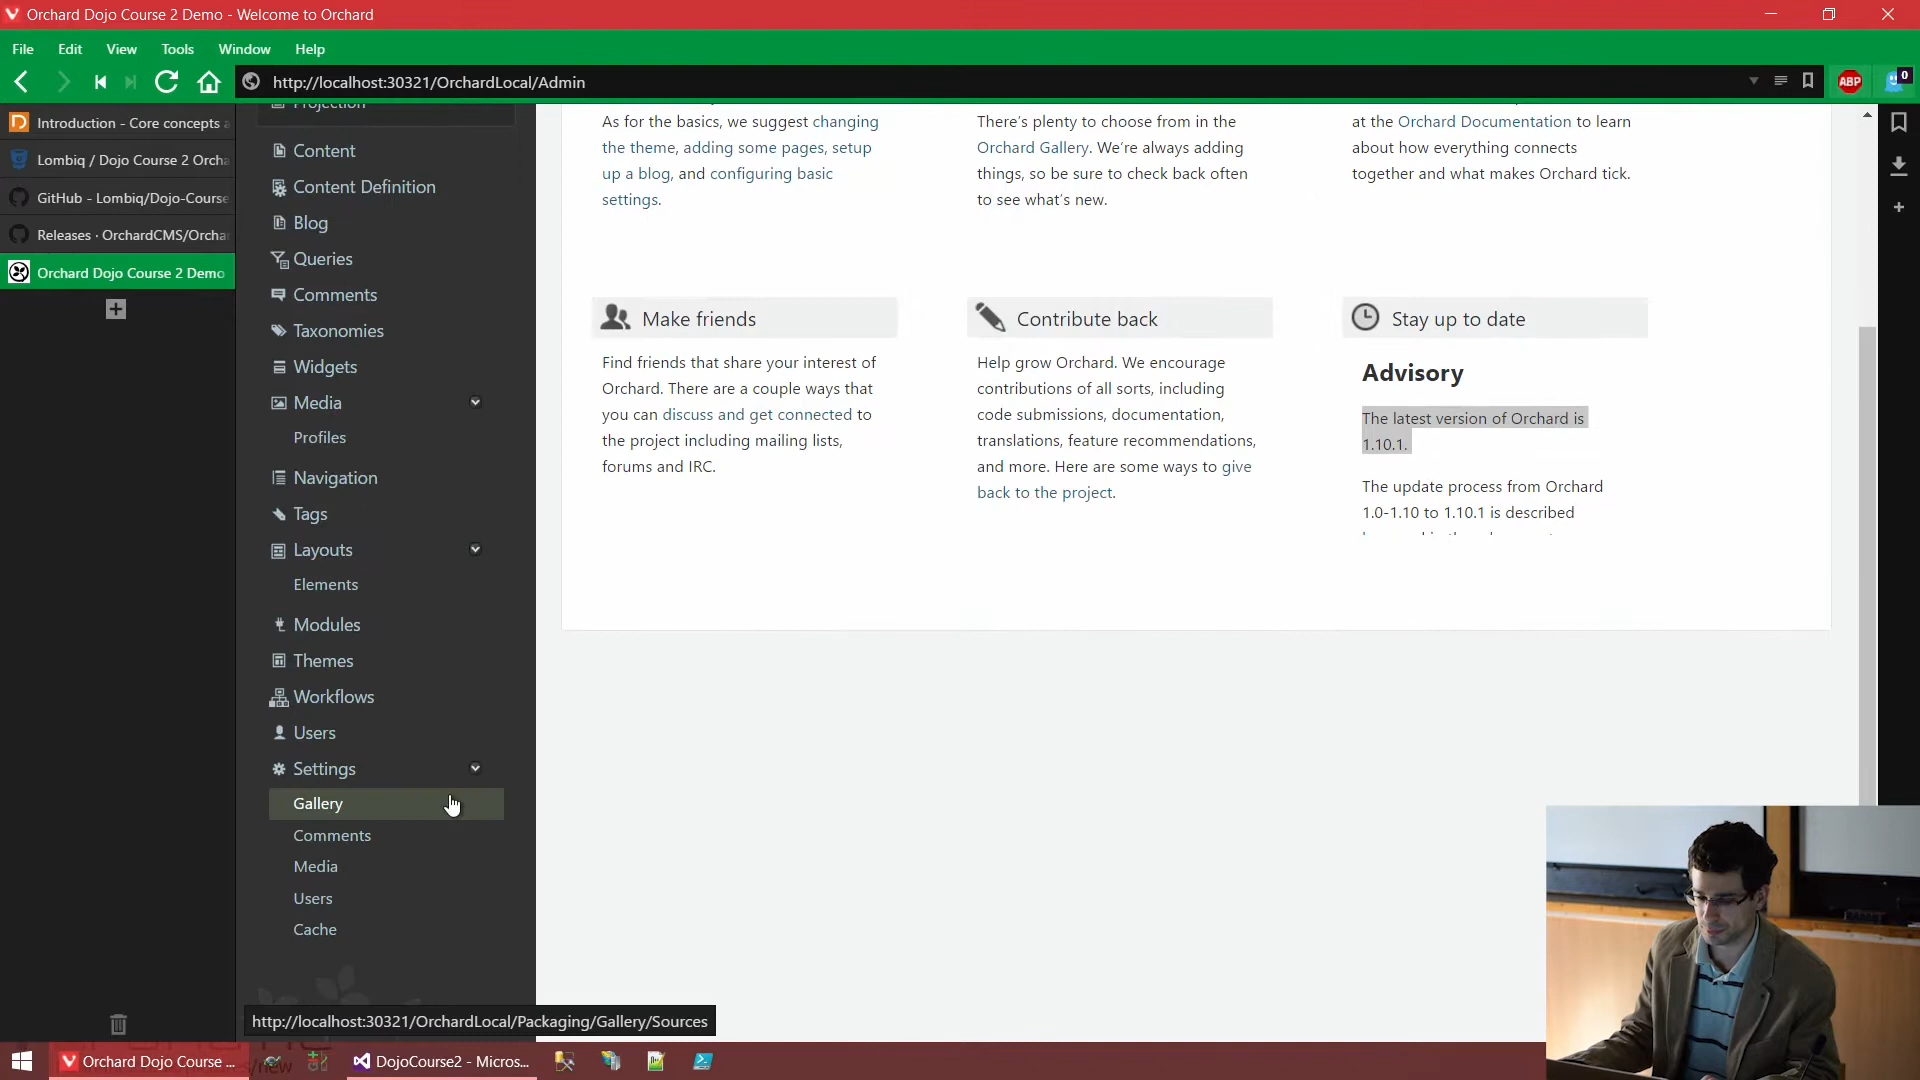 Orchard Dojo Course 2 Demo - Welcome to Orchard
File Edit View Tools Window Help
http://localhost:30321/OrchardLocal/Admin
ABP
0
Introduction - Core concepts a
Lombiq / Dojo Course 2 Orcha
GitHub - Lombiq/Dojo-Course
Releases · OrchardCMS/Orchar
Orchard Dojo Course 2 Demo
Projection
Content
Content Definition
Blog
Queries
Comments
Taxonomies
Widgets
Media
Profiles
Navigation
Tags
Layouts
Elements
Modules
Themes
Workflows
Users
Settings
Gallery
Comments
Media
Users
Cache
As for the basics, we suggest changing
the theme, adding some pages, setup
up a blog, and configuring basic
settings.
There's plenty to choose from in the
Orchard Gallery. We're always adding
things, so be sure to check back often
to see what's new.
at the Orchard Documentation to learn
about how everything connects
together and what makes Orchard tick.
Make friends
Find friends that share your interest of
Orchard. There are a couple ways that
you can discuss and get connected to
the project including mailing lists,
forums and IRC.
Contribute back
Help grow Orchard. We encourage
contributions of all sorts, including
code submissions, documentation,
translations, feature recommendations,
and more. Here are some ways to give
back to the project.
Stay up to date
Advisory
The latest version of Orchard is
1.10.1.
The update process from Orchard
1.0-1.10 to 1.10.1 is described
http://localhost:30321/OrchardLocal/Packaging/Gallery/Sources
Orchard Dojo Course ...
DojoCourse2 - Micros...